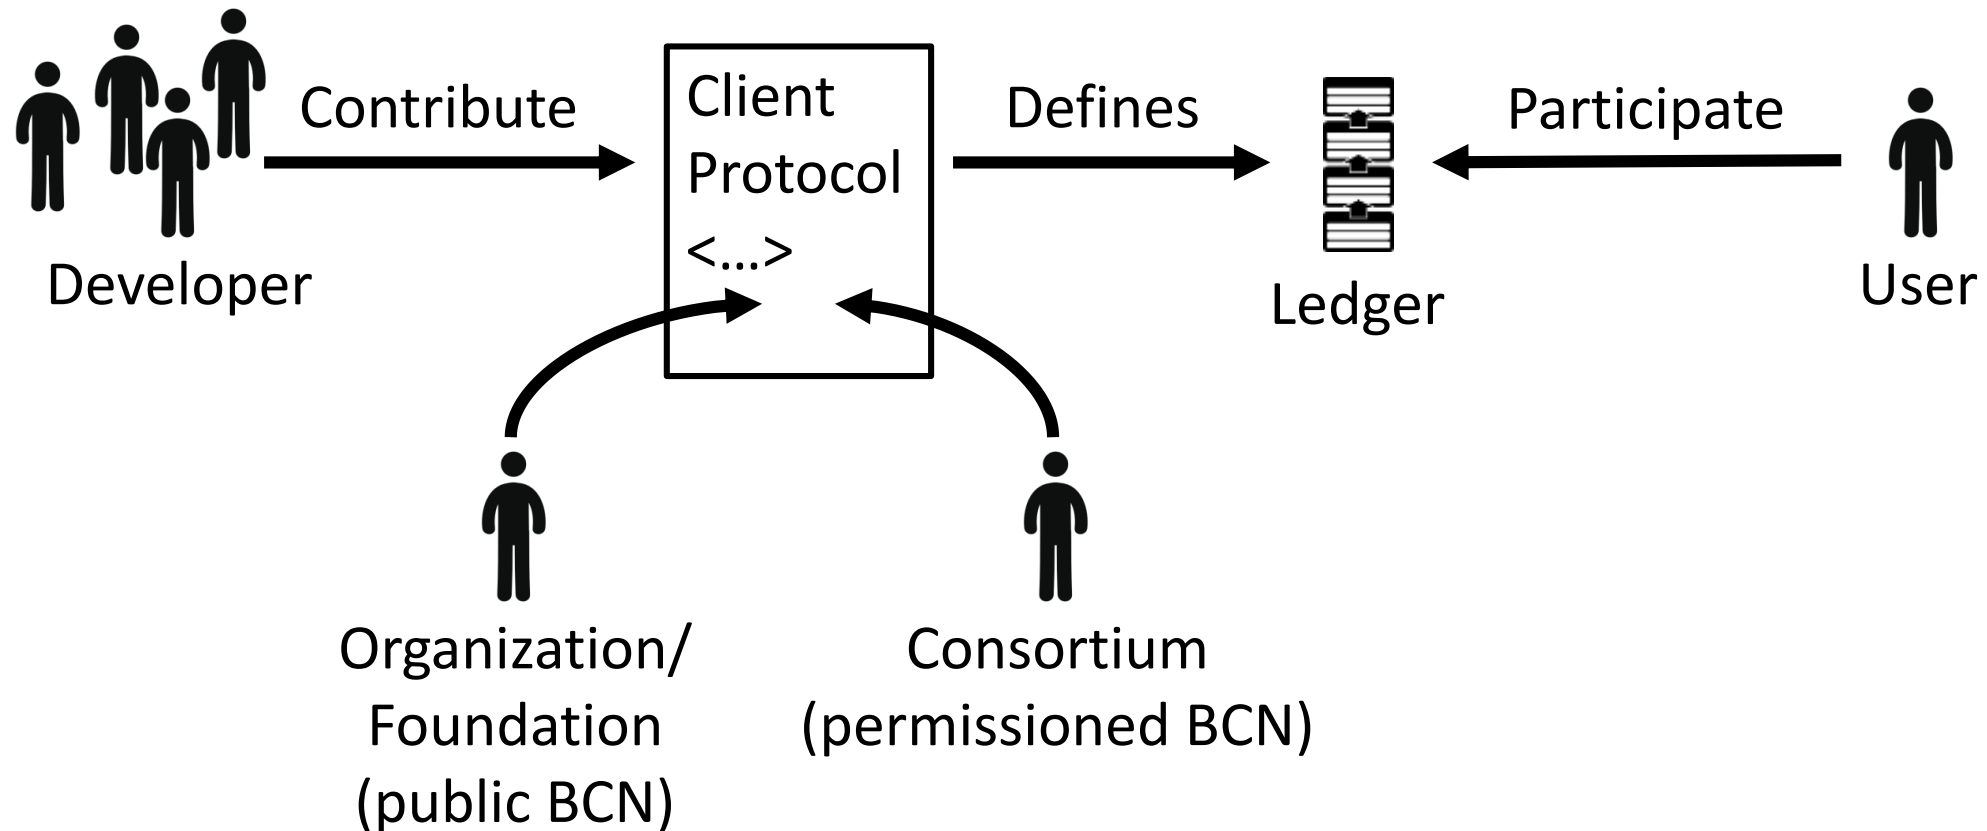 Contribute
Client
Protocol
<...>
Defines
Participate
Developer
Ledger
User
Organization/
Foundation
(public BCN)
Consortium
(permissioned BCN)